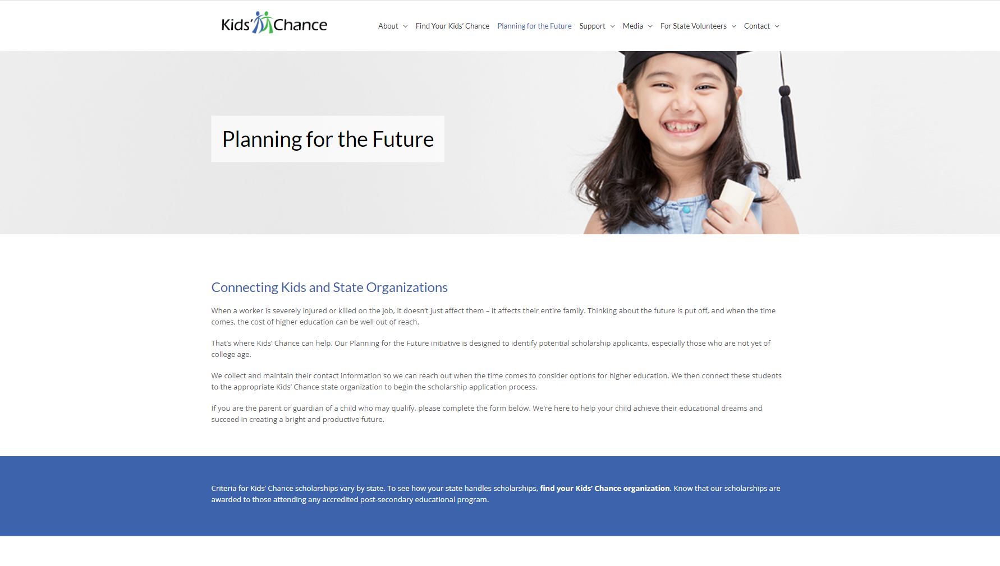 Kids' Chance
About Find Your Kids' Chance Planning for the Future Support Media For State Volunteers Contact
Planning for the Future
Connecting Kids and State Organizations
When a worker is severely injured or killed on the job, it doesn't just affect them – it affects their entire family. Thinking about the future is put off, and when the time
comes, the cost of higher education can be well out of reach.
That's where Kids' Chance can help. Our Planning for the Future initiative is designed to identify potential scholarship applicants, especially those who are not yet of
college age.
We collect and maintain their contact information so we can reach out when the time comes to consider options for higher education. We then connect these students
to the appropriate Kids' Chance state organization to begin the scholarship application process.
If you are the parent or guardian of a child who may qualify, please complete the form below. We're here to help your child achieve their educational dreams and
succeed in creating a bright and productive future.
Criteria for Kids' Chance scholarships vary by state. To see how your state handles scholarships, find your Kids' Chance organization. Know that our scholarships are
awarded to those attending any accredited post-secondary educational program.